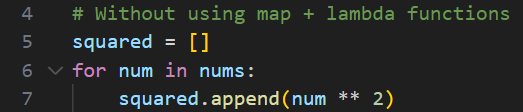 4 # Without using map + lambda functions
5 squared = []
6 for num in nums:
7 squared.append(num ** 2)